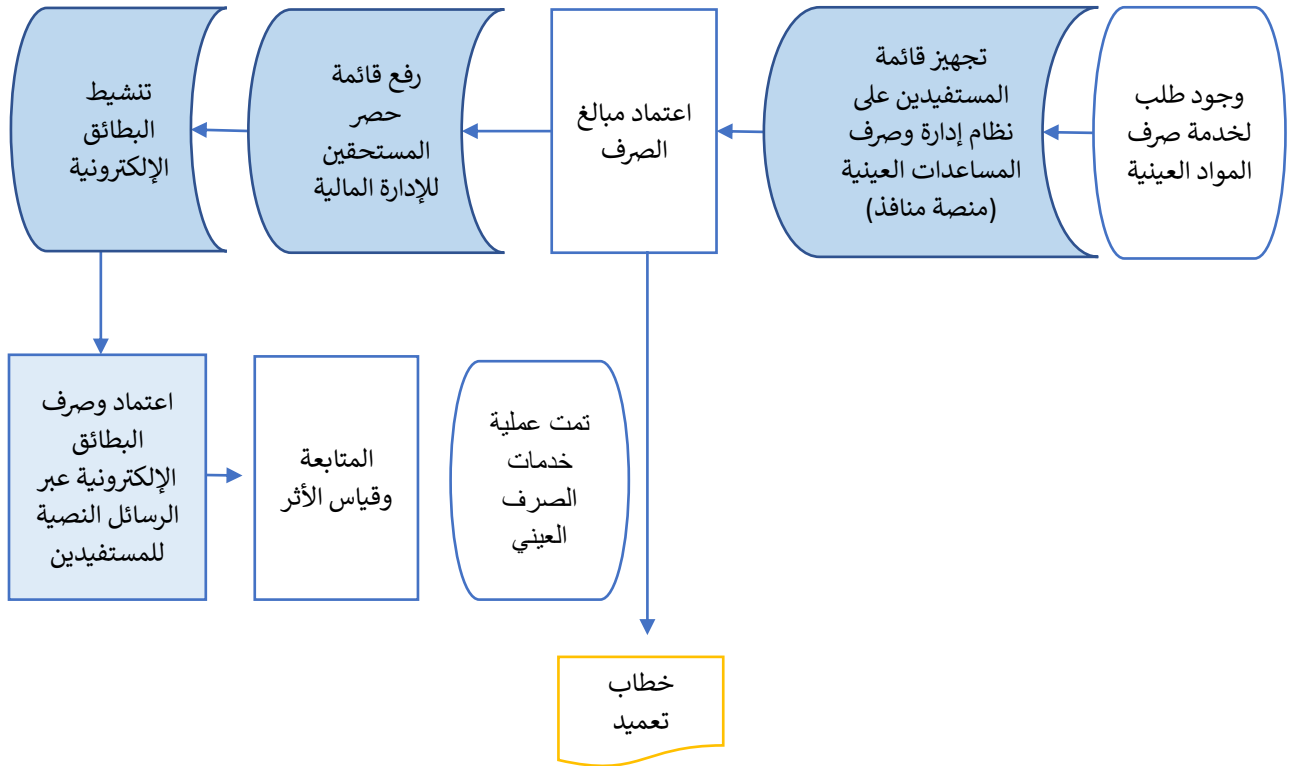 وجود طلب
لخدمة صرف
المواد العينية
تجهيز قائمة
المستفيدين على
نظام إدارة وصرف
المساعدات العينية
(منصة منافذ)
اعتماد مبالغ
الصرف
رفع قائمة
حصر
المستحقين
للإدارة المالية
تنشيط
البطائق
الإلكترونية
اعتماد وصرف
البطائق
الإلكترونية عبر
الرسائل النصية
للمستفيدين
المتابعة
وقياس الأثر
تمت عملية
خدمات
الصرف
العيني
خطاب
تعميد